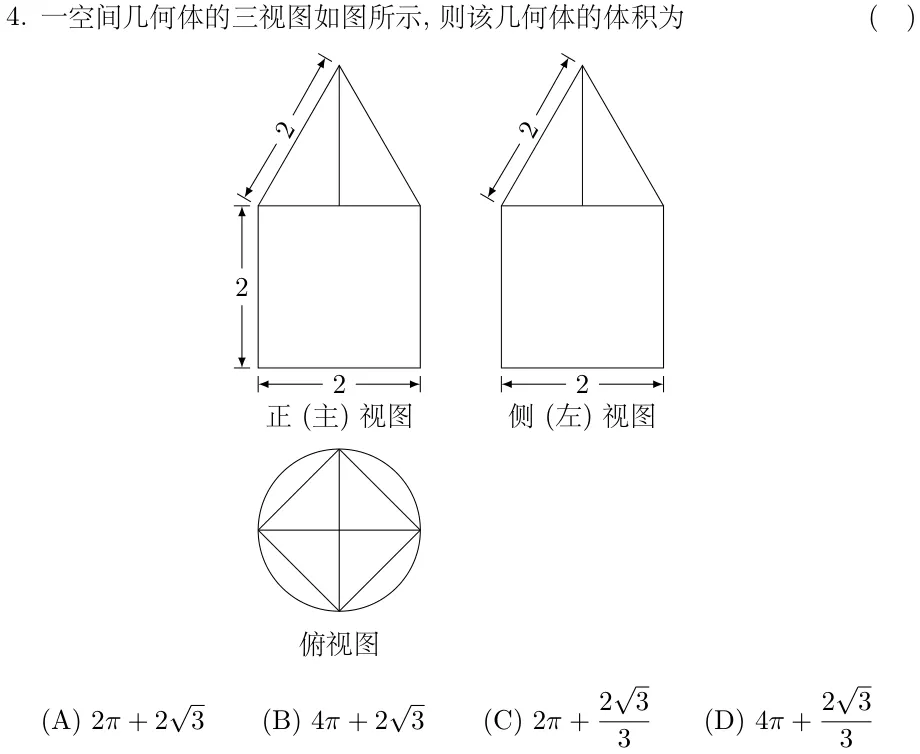 4. 一空间几何体的三视图如图所示, 则该几何体的体积为 ( )
2 2
2
2 2
正 (主) 视图 侧 (左) 视图
俯视图
(A) 2π + 2√3 (B) 4π + 2√3 (C) 2π + 2√3/3 (D) 4π + 2√3/3